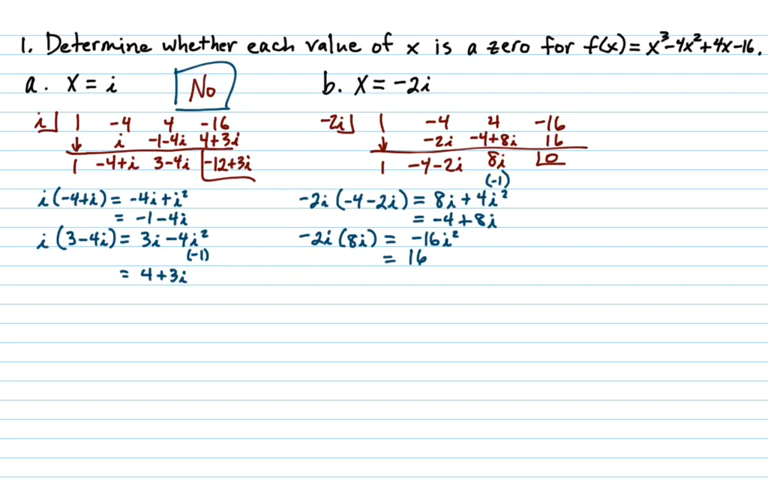 1. Determine whether each value of x is a zero for f(x) = x³-4x²+4x-16.
a. x = i No b. x = -2i
i| 1 -4 4 -16 -2i| 1 -4 4 -16
↓ i -1-4i 4+3i ↓ -2i -4+8i 16
1 -4+i 3-4i |-12+3i 1 -4-2i 8i |0
i(-4+i) = -4i+i² -2i(-4-2i) = 8i+4i² (-1)
= -1-4i = -4+8i
i(3-4i) = 3i-4i² -2i(8i) = -16i²
(-1) = 16
= 4+3i